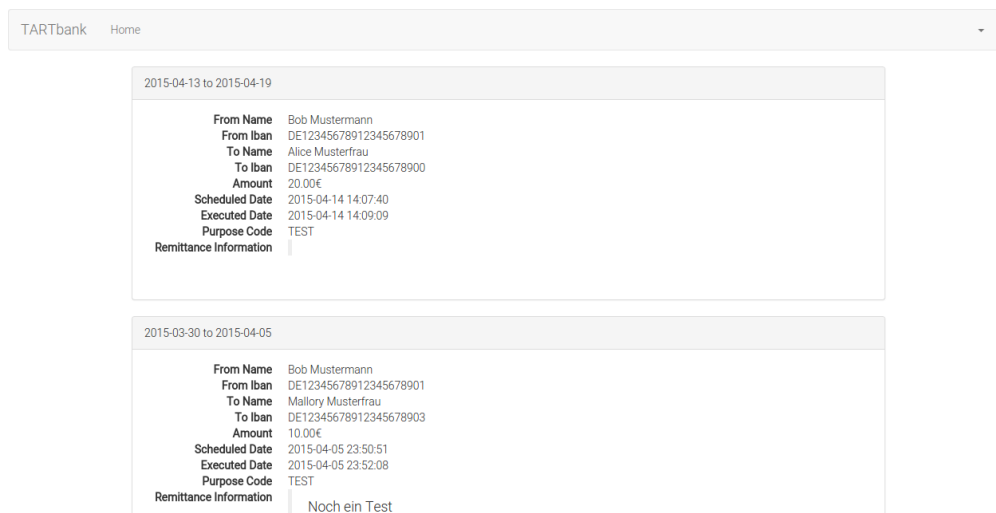 TARTbank Home
2015-04-13 to 2015-04-19
From Name Bob Mustermann
From Iban DE12345678912345678901
To Name Alice Musterfrau
To Iban DE12345678912345678900
Amount 20.00€
Scheduled Date 2015-04-14 14:07:40
Executed Date 2015-04-14 14:09:09
Purpose Code TEST
Remittance Information
2015-03-30 to 2015-04-05
From Name Bob Mustermann
From Iban DE12345678912345678901
To Name Mallory Musterfrau
To Iban DE12345678912345678903
Amount 10.00€
Scheduled Date 2015-04-05 23:50:51
Executed Date 2015-04-05 23:52:08
Purpose Code TEST
Remittance Information
Noch ein Test